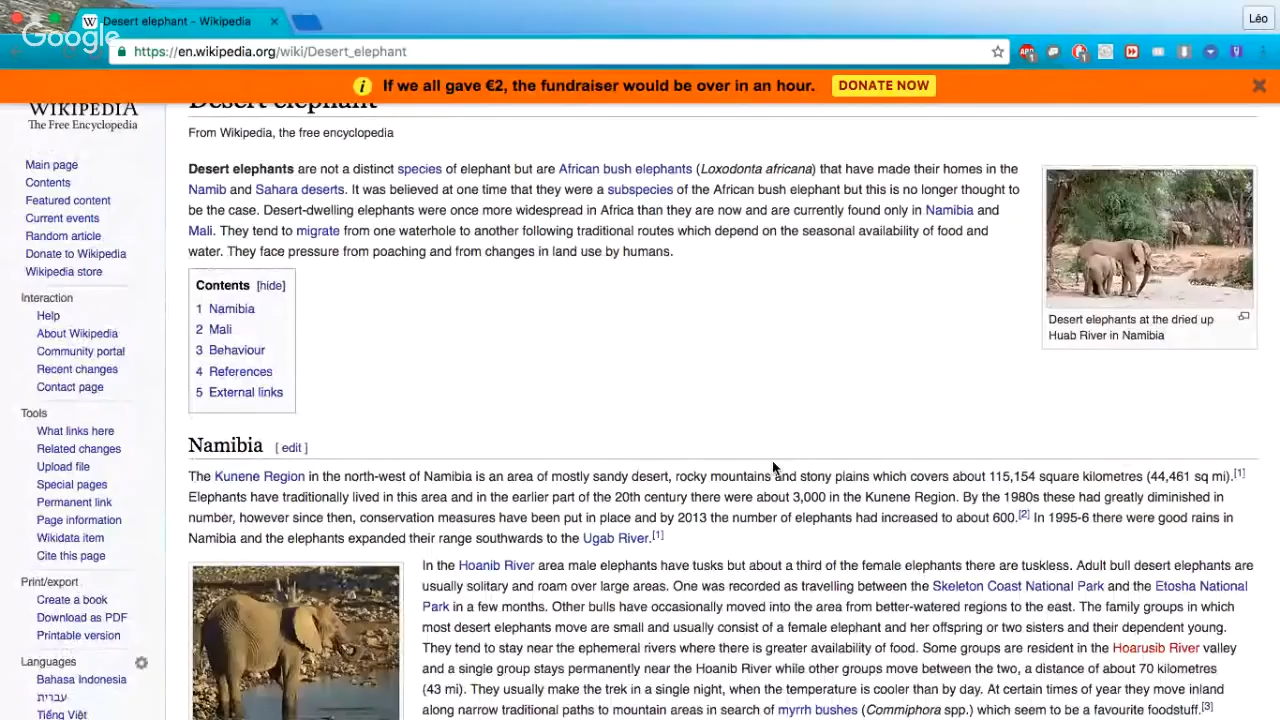 Desert elephant - Wikipedia
Lèo
Google
https://en.wikipedia.org/wiki/Desert_elephant
If we all gave €2, the fundraiser would be over in an hour. DONATE NOW
WIKIPEDIA
The Free Encyclopedia
Main page
Contents
Featured content
Current events
Random article
Donate to Wikipedia
Wikipedia store
Interaction
Help
About Wikipedia
Community portal
Recent changes
Contact page
Tools
What links here
Related changes
Upload file
Special pages
Permanent link
Page information
Wikidata item
Cite this page
Print/export
Create a book
Download as PDF
Printable version
Languages
Bahasa Indonesia
עברית
Tiếng Việt
Desert elephant
From Wikipedia, the free encyclopedia
Desert elephants are not a distinct species of elephant but are African bush elephants (Loxodonta africana) that have made their homes in the
Namib and Sahara deserts. It was believed at one time that they were a subspecies of the African bush elephant but this is no longer thought to
be the case. Desert-dwelling elephants were once more widespread in Africa than they are now and are currently found only in Namibia and
Mali. They tend to migrate from one waterhole to another following traditional routes which depend on the seasonal availability of food and
water. They face pressure from poaching and from changes in land use by humans.
Desert elephants at the dried up
Huab River in Namibia
Contents [hide]
1 Namibia
2 Mali
3 Behaviour
4 References
5 External links
Namibia [ edit ]
The Kunene Region in the north-west of Namibia is an area of mostly sandy desert, rocky mountains and stony plains which covers about 115,154 square kilometres (44,461 sq mi).[1]
Elephants have traditionally lived in this area and in the earlier part of the 20th century there were about 3,000 in the Kunene Region. By the 1980s these had greatly diminished in
number, however since then, conservation measures have been put in place and by 2013 the number of elephants had increased to about 600.[2] In 1995-6 there were good rains in
Namibia and the elephants expanded their range southwards to the Ugab River.[1]
In the Hoanib River area male elephants have tusks but about a third of the female elephants there are tuskless. Adult bull desert elephants are
usually solitary and roam over large areas. One was recorded as travelling between the Skeleton Coast National Park and the Etosha National
Park in a few months. Other bulls have occasionally moved into the area from better-watered regions to the east. The family groups in which
most desert elephants move are small and usually consist of a female elephant and her offspring or two sisters and their dependent young.
They tend to stay near the ephemeral rivers where there is greater availability of food. Some groups are resident in the Hoarusib River valley
and a single group stays permanently near the Hoanib River while other groups move between the two, a distance of about 70 kilometres
(43 mi). They usually make the trek in a single night, when the temperature is cooler than by day. At certain times of year they move inland
along narrow traditional paths to mountain areas in search of myrrh bushes (Commiphora spp.) which seem to be a favourite foodstuff.[3]